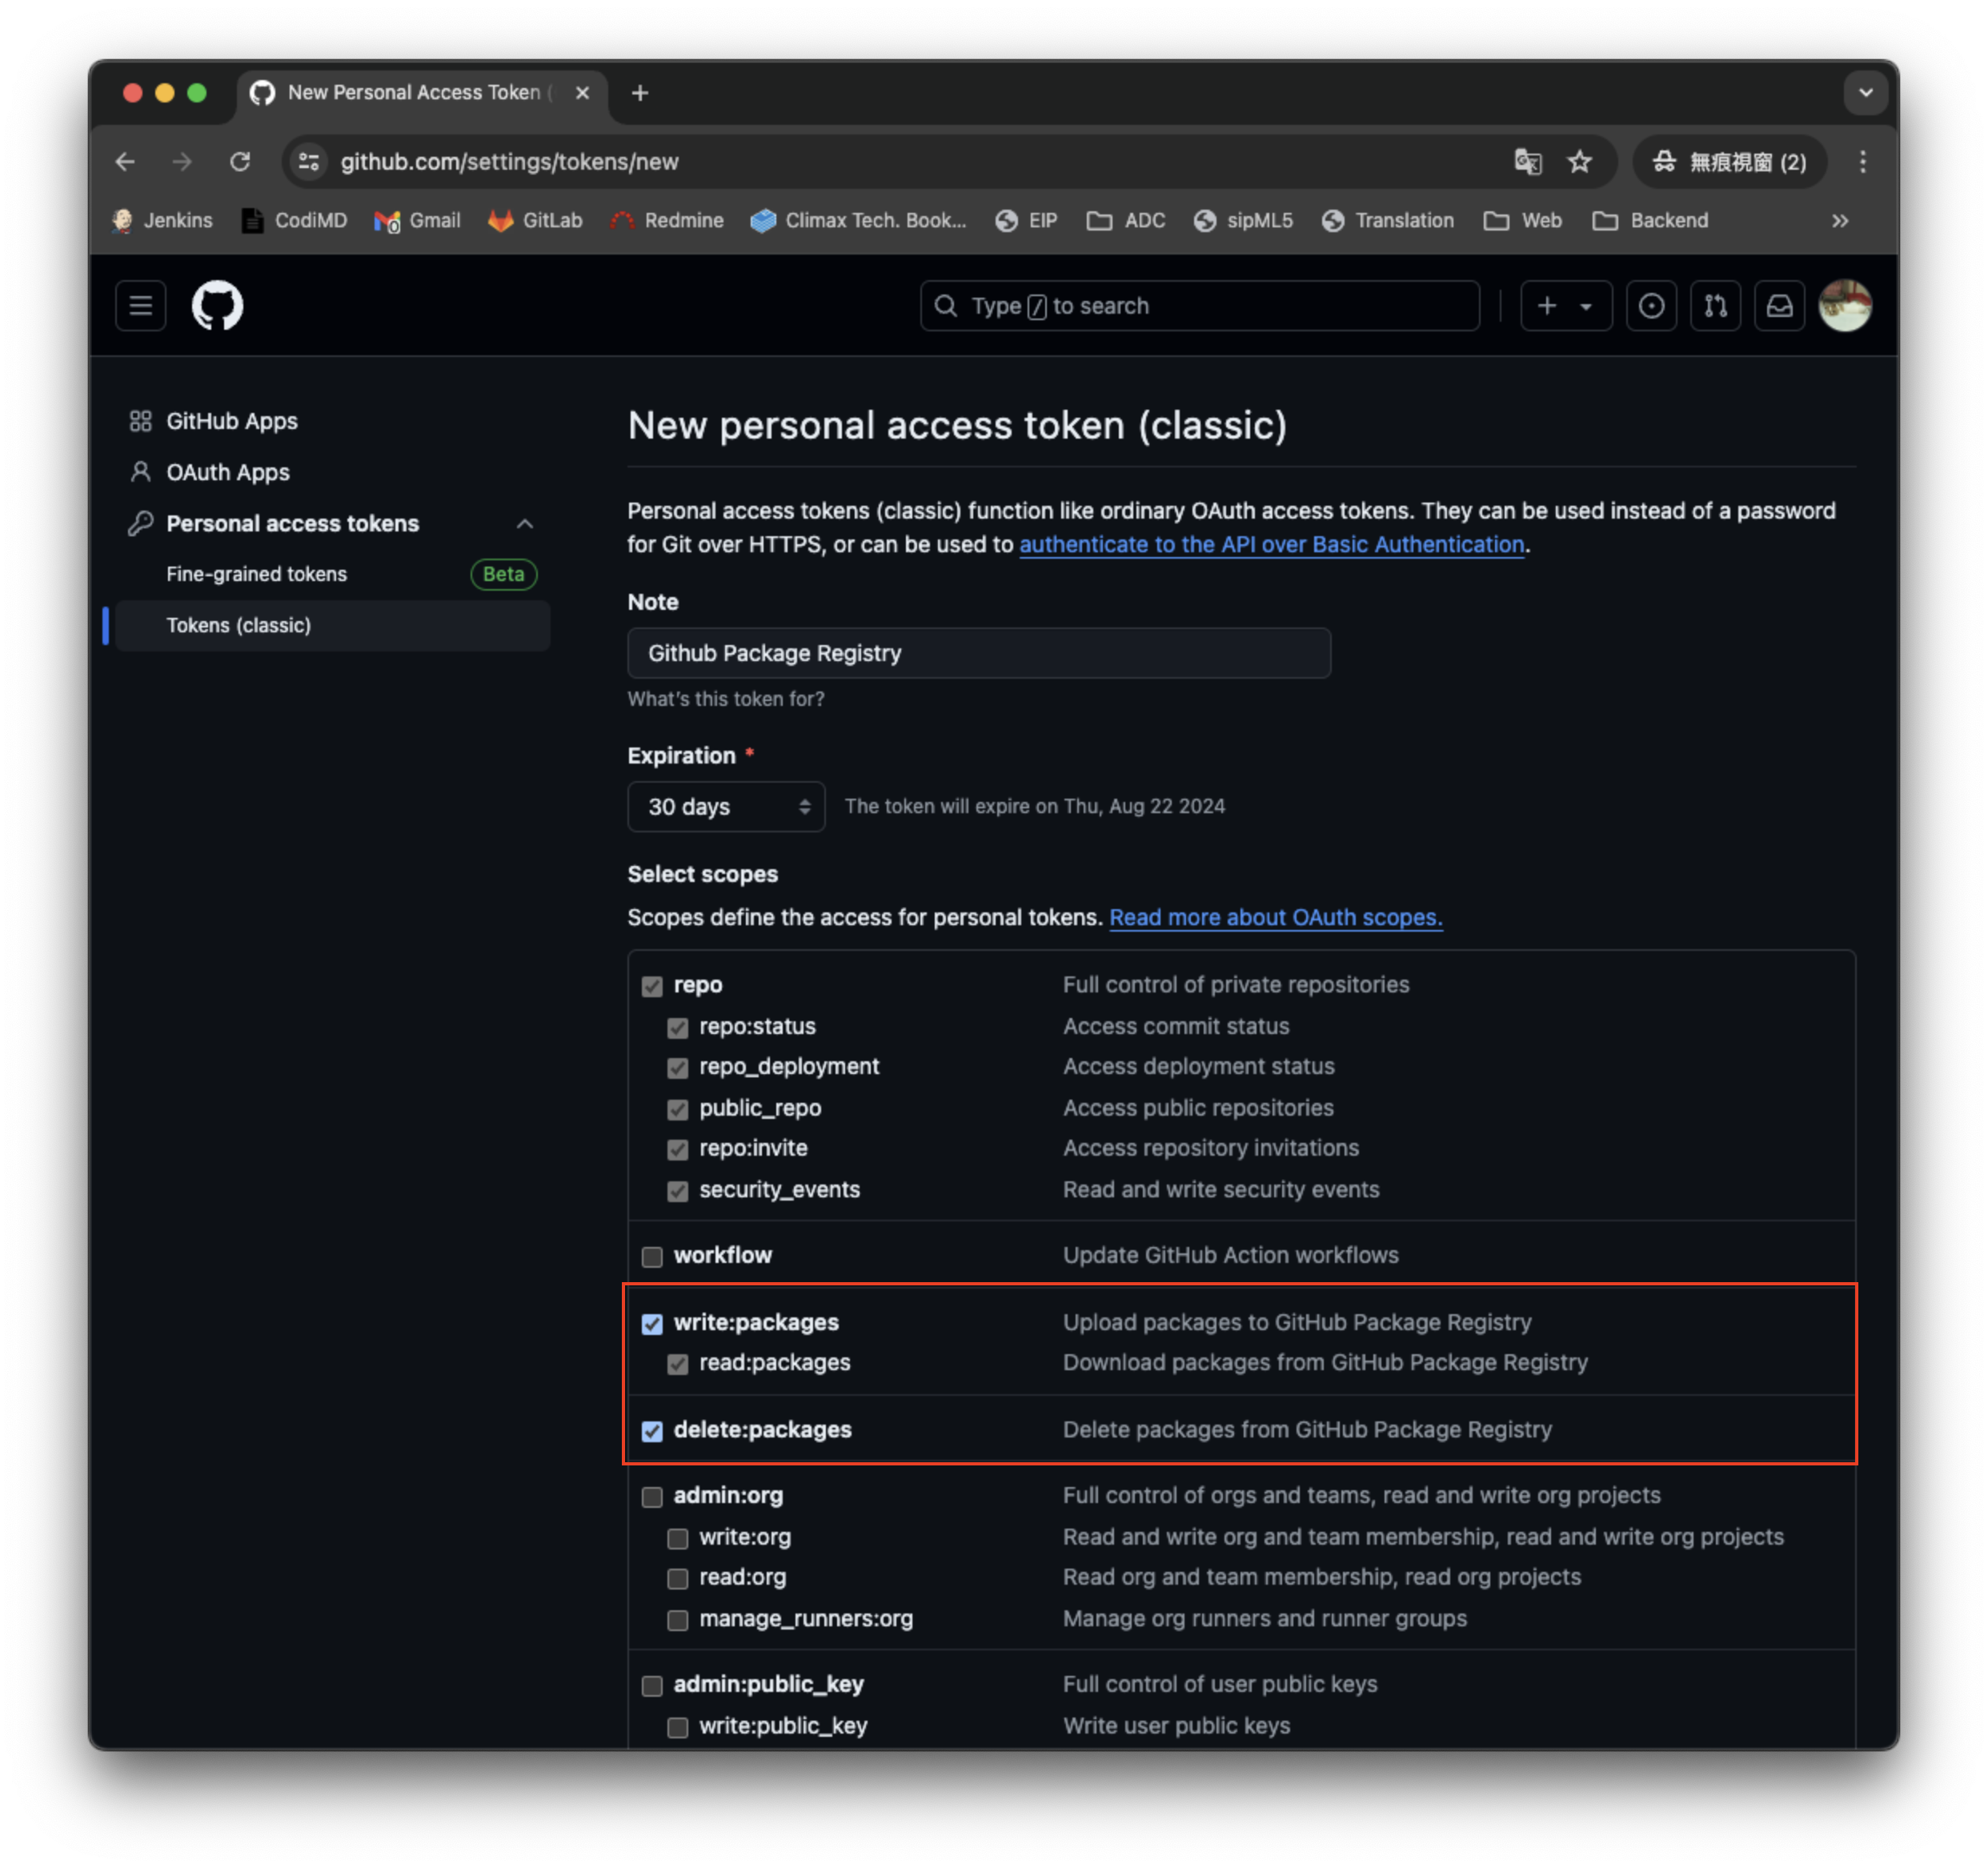 New Personal Access Token (
github.com/settings/tokens/new
無痕視窗 (2)
Jenkins
CodiMD
Gmail
GitLab
Redmine
Climax Tech. Book...
EIP
ADC
sipML5
Translation
Web
Backend
Type / to search
GitHub Apps
OAuth Apps
Personal access tokens
Fine-grained tokens
Beta
Tokens (classic)
New personal access token (classic)
Personal access tokens (classic) function like ordinary OAuth access tokens. They can be used instead of a password
for Git over HTTPS, or can be used to authenticate to the API over Basic Authentication.
Note
Github Package Registry
What's this token for?
Expiration *
30 days
The token will expire on Thu, Aug 22 2024
Select scopes
Scopes define the access for personal tokens. Read more about OAuth scopes.
repo Full control of private repositories
repo:status Access commit status
repo_deployment Access deployment status
public_repo Access public repositories
repo:invite Access repository invitations
security_events Read and write security events
workflow Update GitHub Action workflows
write:packages Upload packages to GitHub Package Registry
read:packages Download packages from GitHub Package Registry
delete:packages Delete packages from GitHub Package Registry
admin:org Full control of orgs and teams, read and write org projects
write:org Read and write org and team membership, read and write org projects
read:org Read org and team membership, read org projects
manage_runners:org Manage org runners and runner groups
admin:public_key Full control of user public keys
write:public_key Write user public keys